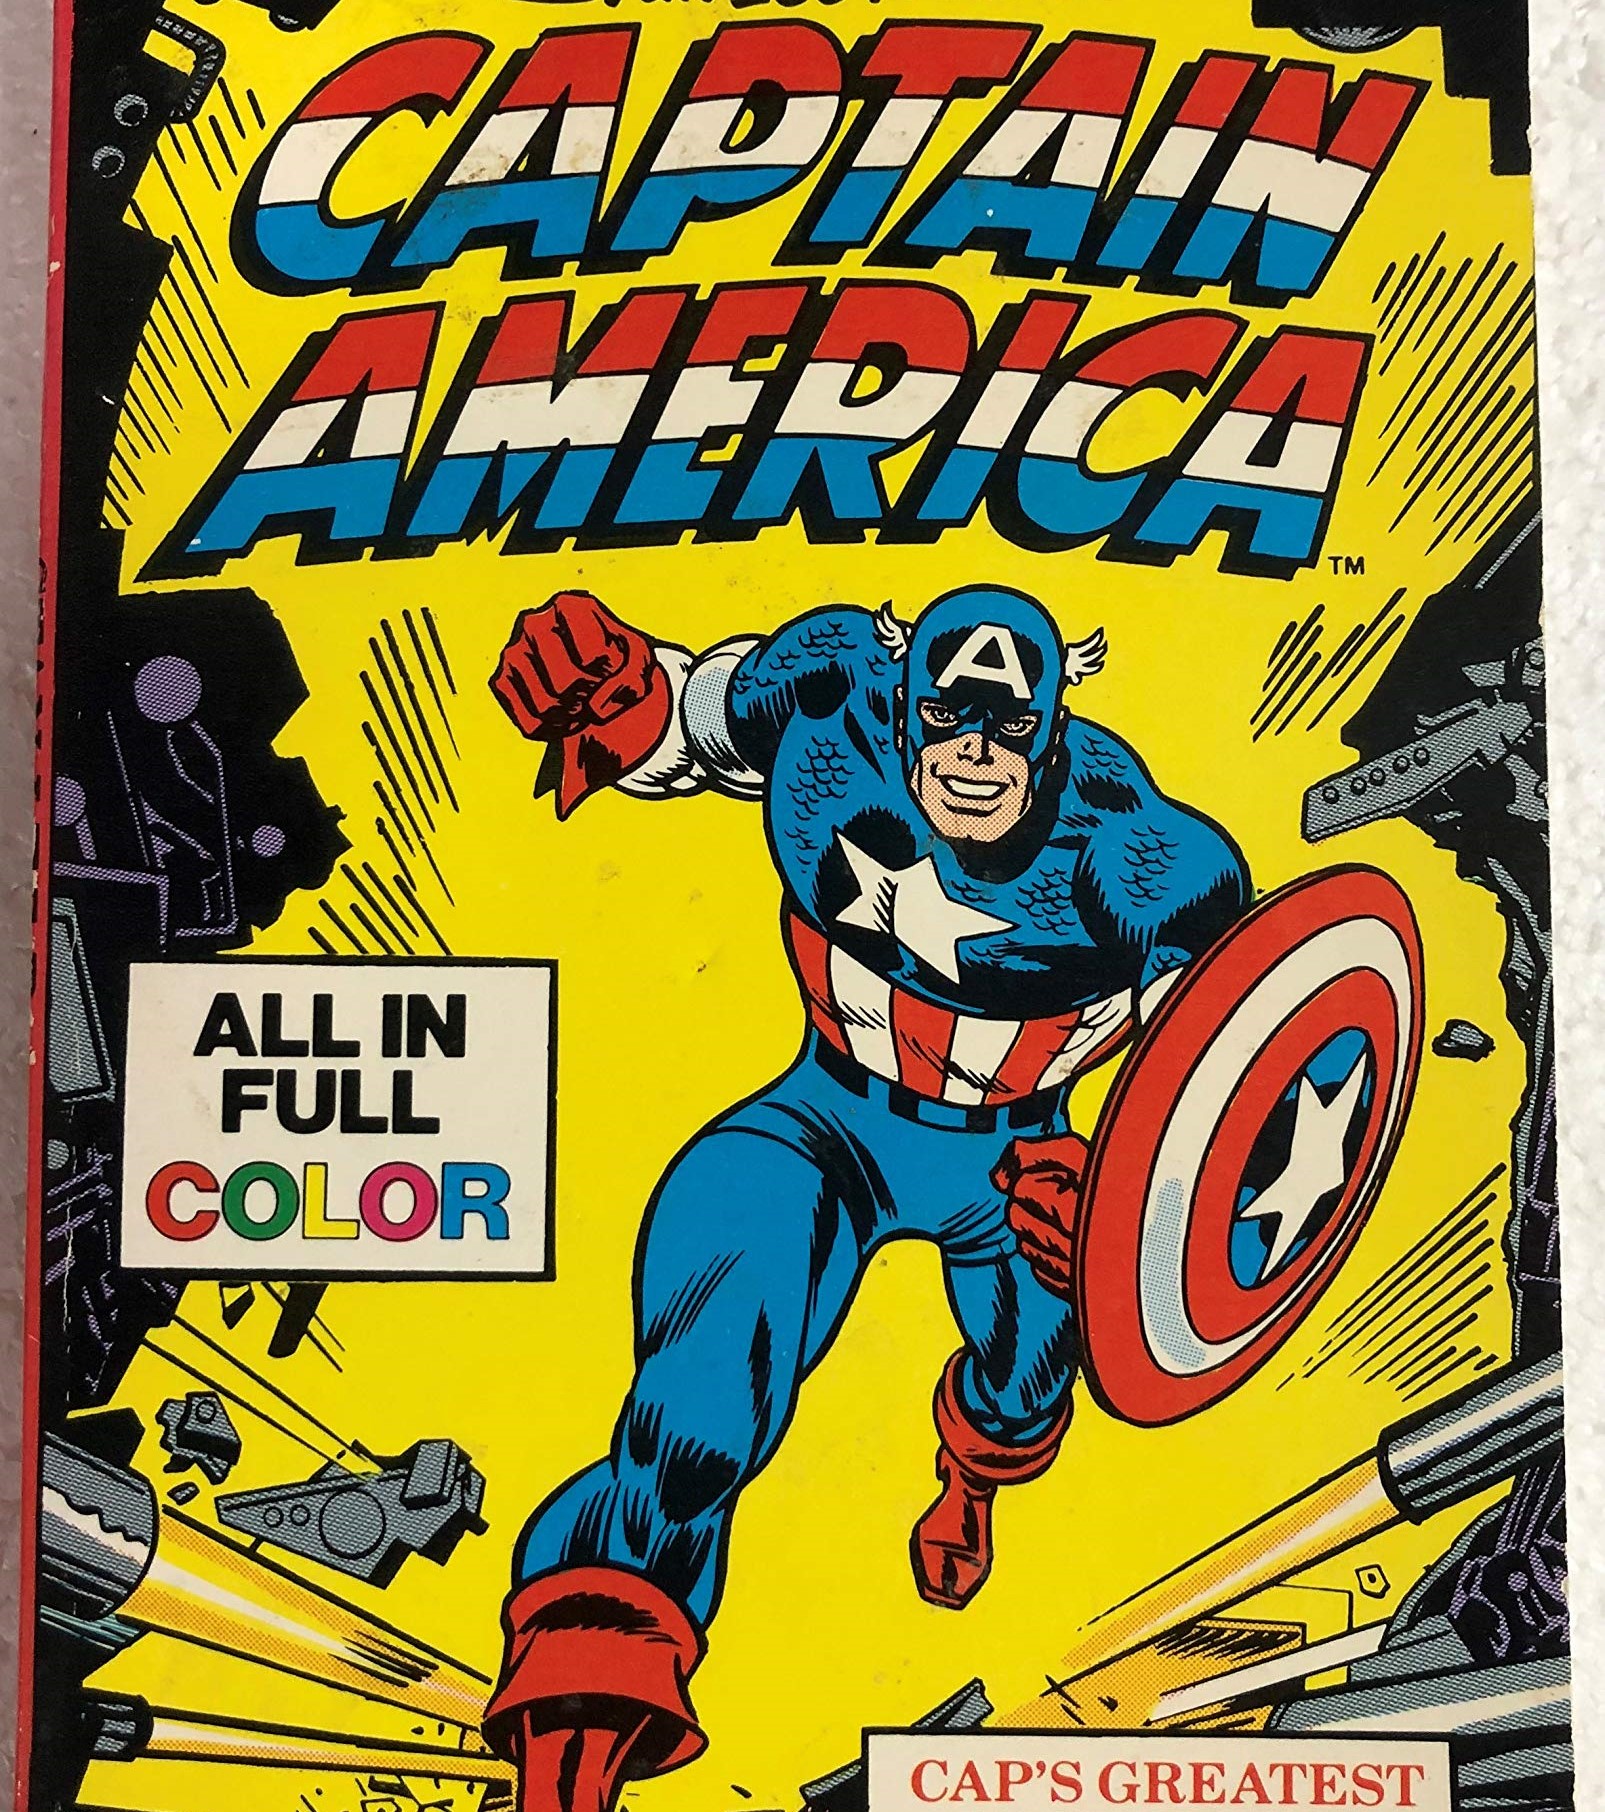 CAPTAIN
AMERICA
TM
A
ALL IN
FULL
COLOR
CAP'S GREATEST